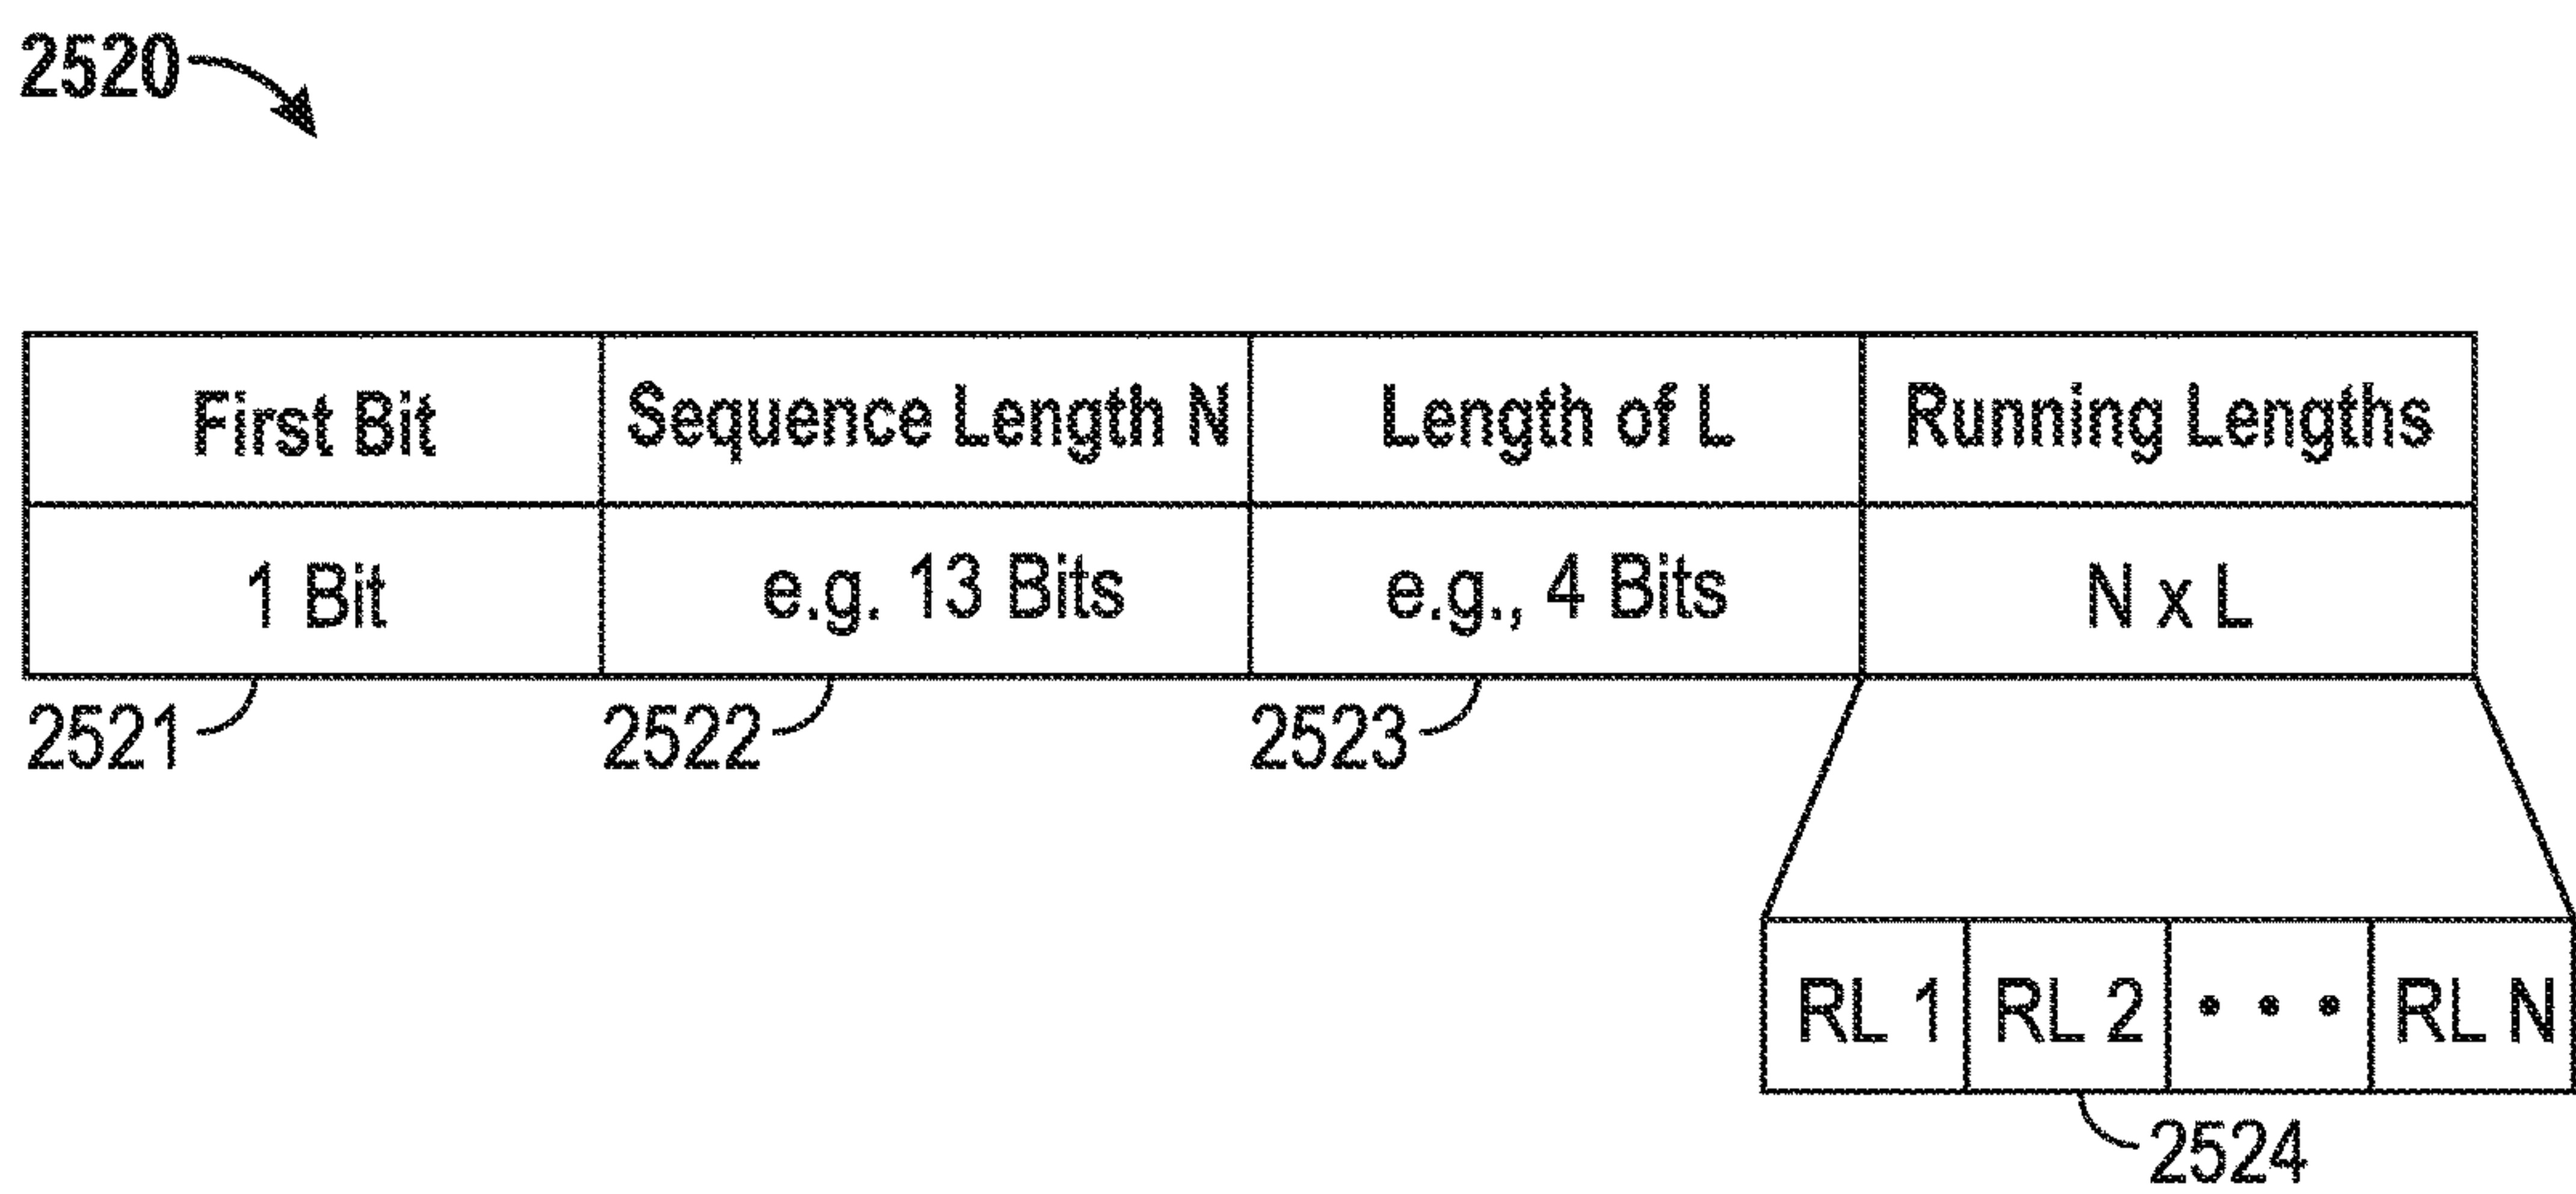 2520
First Bit Sequence Length N Length of L Running Lengths
1 Bit e.g. 13 Bits e.g., 4 Bits N x L
2521 2522 2523
RL 1 RL 2 • • • RL N
2524